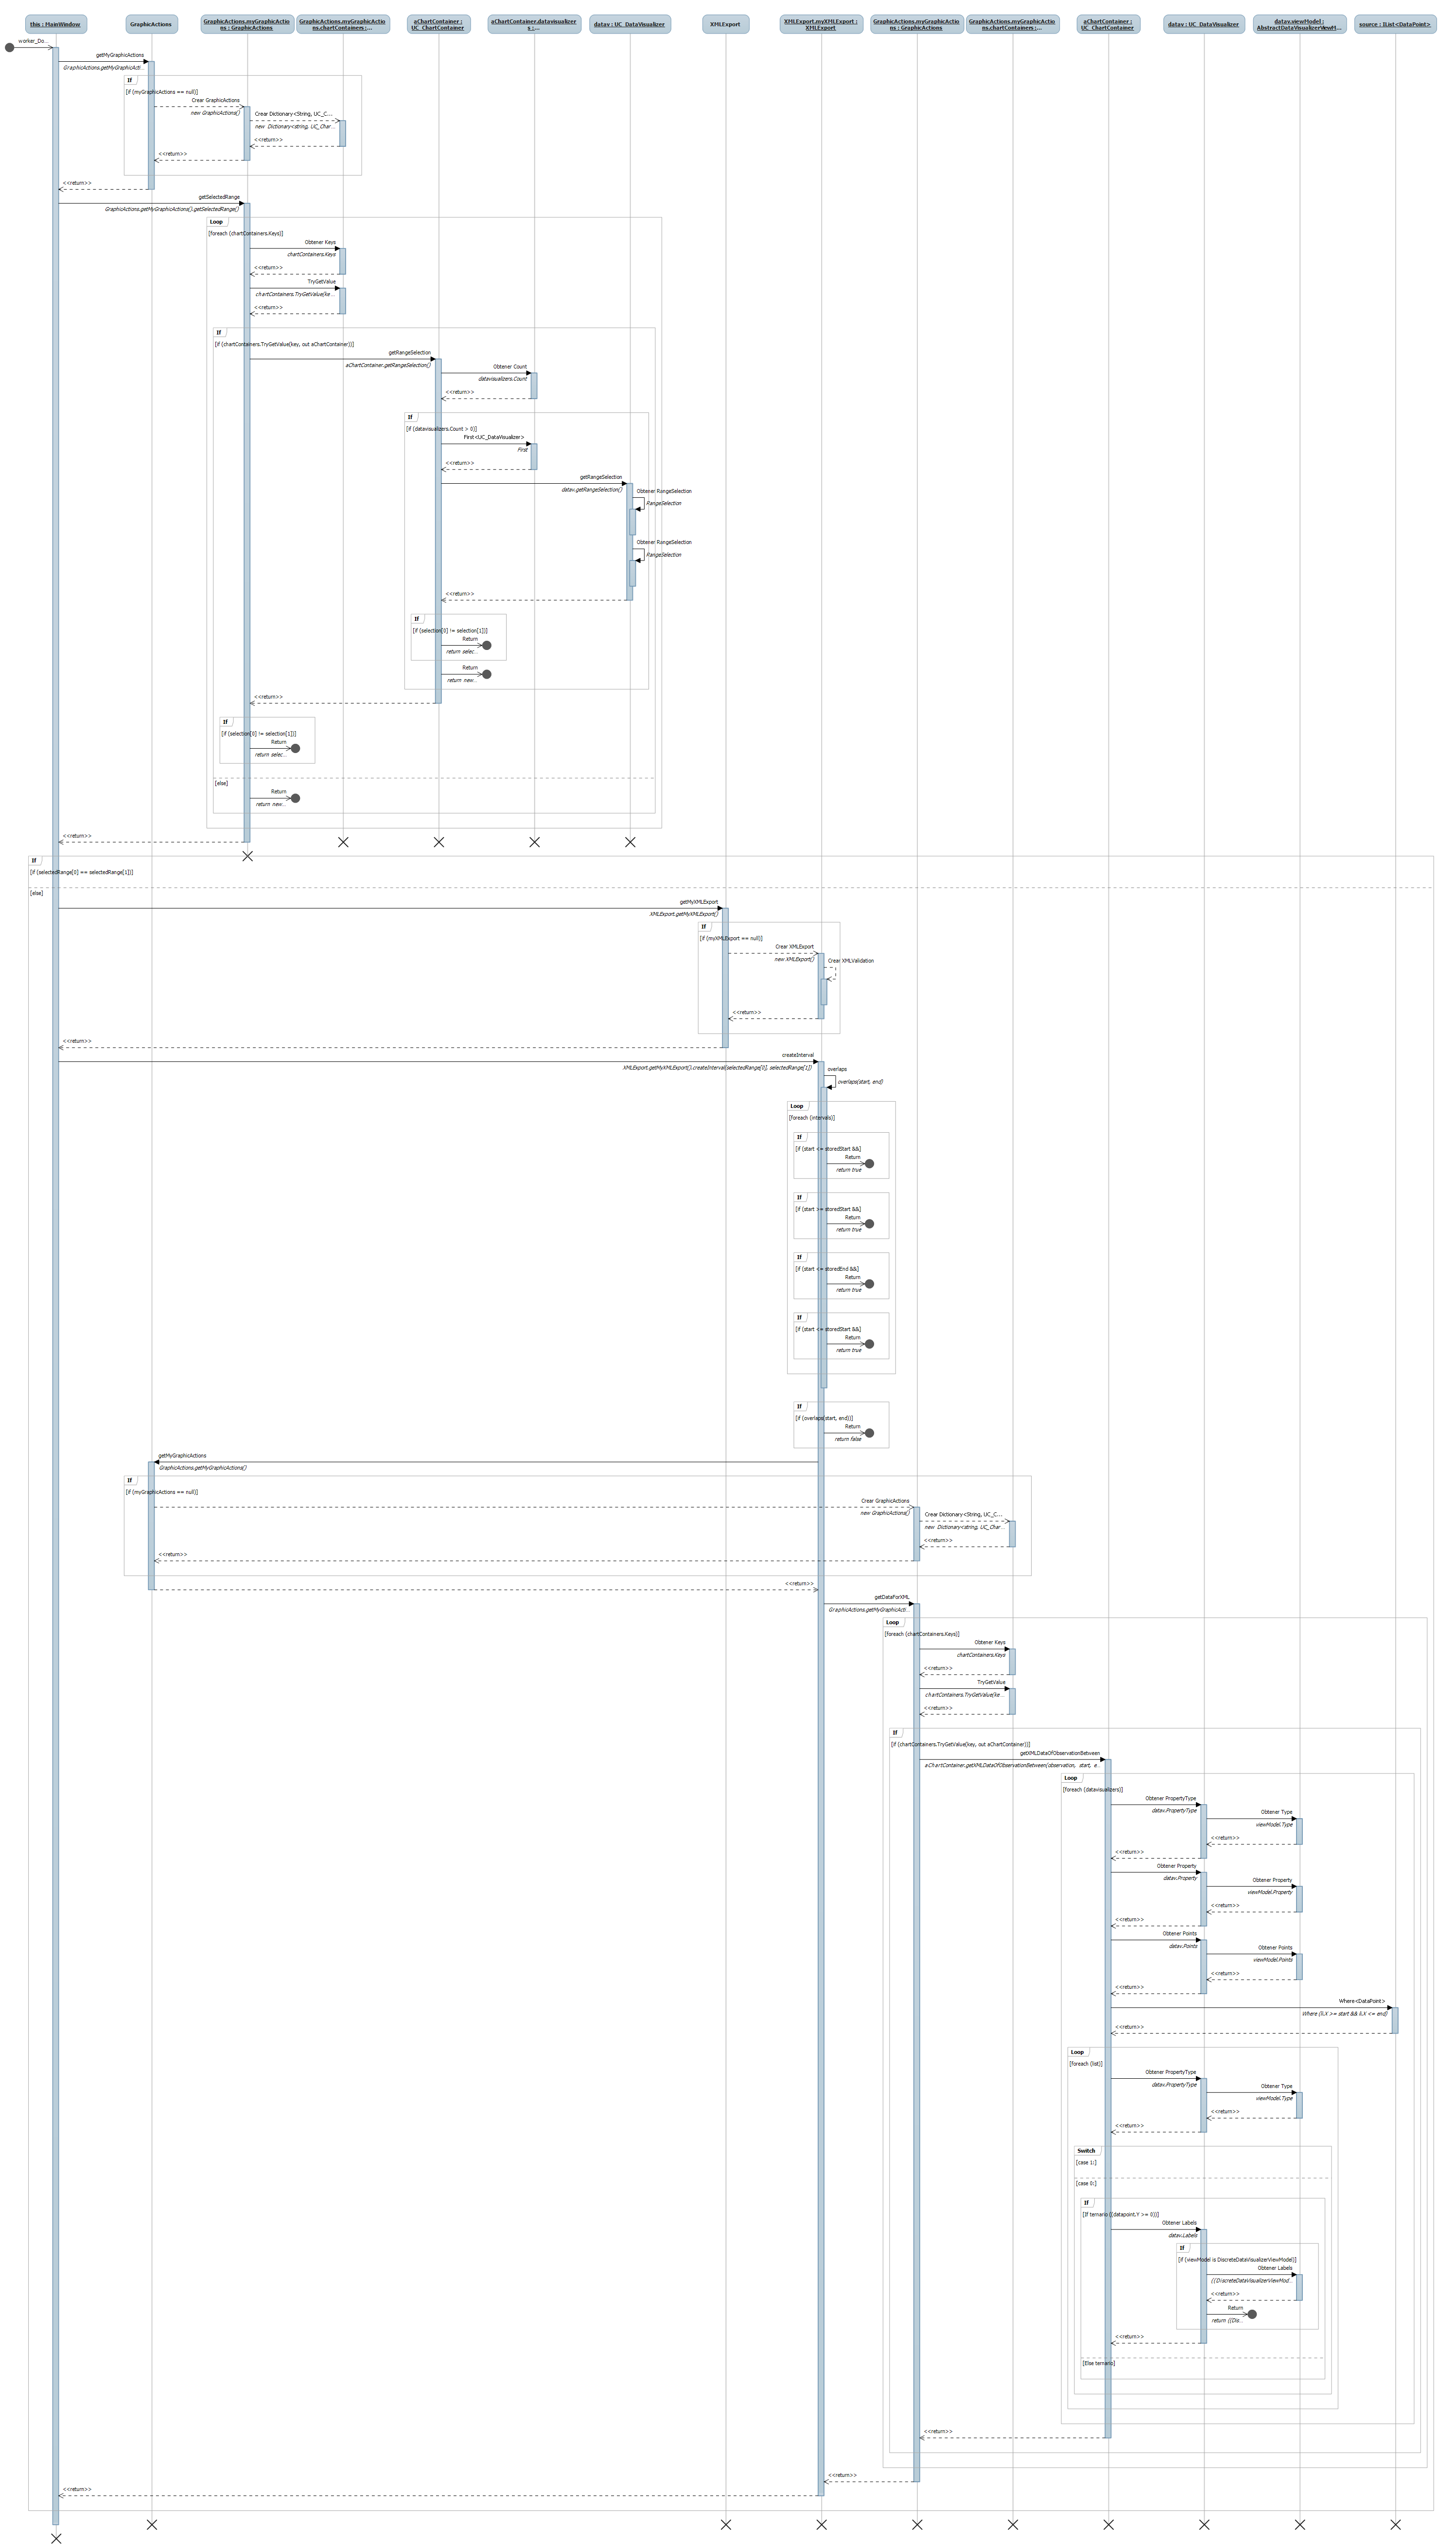 this : MainWindow
GraphicActions
GraphicActions.myGraphicActio
ns : GraphicActions
GraphicActions.myGraphicActio
ns.chartContainers :...
aChartContainer :
UC_ChartContainer
aChartContainer.datavisualizer
s :...
datav : UC_DataVisualizer
XMLExport
XMLExport.myXMLExport :
XMLExport
GraphicActions.myGraphicActio
ns : GraphicActions
GraphicActions.myGraphicActio
ns.chartContainers :...
aChartContainer :
UC_ChartContainer
datav : UC_DataVisualizer
datav.viewModel :
AbstractDataVisualizerViewM...
source : IList<DataPoint>
worker_Do...
getMyGraphicActions
GraphicActions.getMyGraphicActi...
If
[if (myGraphicActions == null)]
Crear GraphicActions
new GraphicActions()
Crear Dictionary<String, UC_C...
new Dictionary<string, UC_Char...
<<return>>
<<return>>
<<return>>
getSelectedRange
GraphicActions.getMyGraphicActions().getSelectedRange()
Loop
[foreach (chartContainers.Keys)]
Obtener Keys
chartContainers.Keys
<<return>>
TryGetValue
chartContainers.TryGetValue(ke...
<<return>>
If
[if (chartContainers.TryGetValue(key, out aChartContainer))]
getRangeSelection
aChartContainer.getRangeSelection()
Obtener Count
datavisualizers.Count
<<return>>
If
[if (datavisualizers.Count > 0)]
First<UC_DataVisualizer>
First
<<return>>
getRangeSelection
datav.getRangeSelection()
Obtener RangeSelection
RangeSelection
Obtener RangeSelection
RangeSelection
<<return>>
If
[if (selection[0] != selection[1])]
Return
return selec...
Return
return new...
<<return>>
If
[if (selection[0] != selection[1])]
Return
return selec...
[else]
Return
return new...
<<return>>
If
[if (selectedRange[0] == selectedRange[1])]
[else]
getMyXMLExport
XMLExport.getMyXMLExport()
If
[if (myXMLExport == null)]
Crear XMLExport
new XMLExport()
Crear XMLValidation
<<return>>
<<return>>
createInterval
XMLExport.getMyXMLExport().createInterval(selectedRange[0], selectedRange[1])
overlaps
overlaps(start, end)
Loop
[foreach (intervals)]
If
[if (start <= storedStart &&]
Return
return true
If
[if (start >= storedStart &&]
Return
return true
If
[if (start <= storedEnd &&]
Return
return true
If
[if (start <= storedStart &&]
Return
return true
If
[if (overlaps(start, end))]
Return
return false
getMyGraphicActions
GraphicActions.getMyGraphicActions()
If
[if (myGraphicActions == null)]
Crear GraphicActions
new GraphicActions()
Crear Dictionary<String, UC_C...
new Dictionary<string, UC_Char...
<<return>>
<<return>>
<<return>>
getDataForXML
GraphicActions.getMyGraphicActi...
Loop
[foreach (chartContainers.Keys)]
Obtener Keys
chartContainers.Keys
<<return>>
TryGetValue
chartContainers.TryGetValue(ke...
<<return>>
If
[if (chartContainers.TryGetValue(key, out aChartContainer))]
getXMLDataOfObservationBetween
aChartContainer.getXMLDataOfObservationBetween(observation, start, e...
Loop
[foreach (datavisualizers)]
Obtener PropertyType
datav.PropertyType
Obtener Type
viewModel.Type
<<return>>
<<return>>
Obtener Property
datav.Property
Obtener Property
viewModel.Property
<<return>>
<<return>>
Obtener Points
datav.Points
Obtener Points
viewModel.Points
<<return>>
<<return>>
Where<DataPoint>
Where (li.X >= start && li.X <= end)
<<return>>
Loop
[foreach (list)]
Obtener PropertyType
datav.PropertyType
Obtener Type
viewModel.Type
<<return>>
<<return>>
Switch
[case 1:]
[case 0:]
If
[If ternario ((datapoint.Y >= 0))]
Obtener Labels
datav.Labels
If
[if (viewModel is DiscreteDataVisualizerViewModel)]
Obtener Labels
((DiscreteDataVisualizerViewMod...
<<return>>
Return
return ((Dis...
<<return>>
[Else ternario]
<<return>>
<<return>>
<<return>>